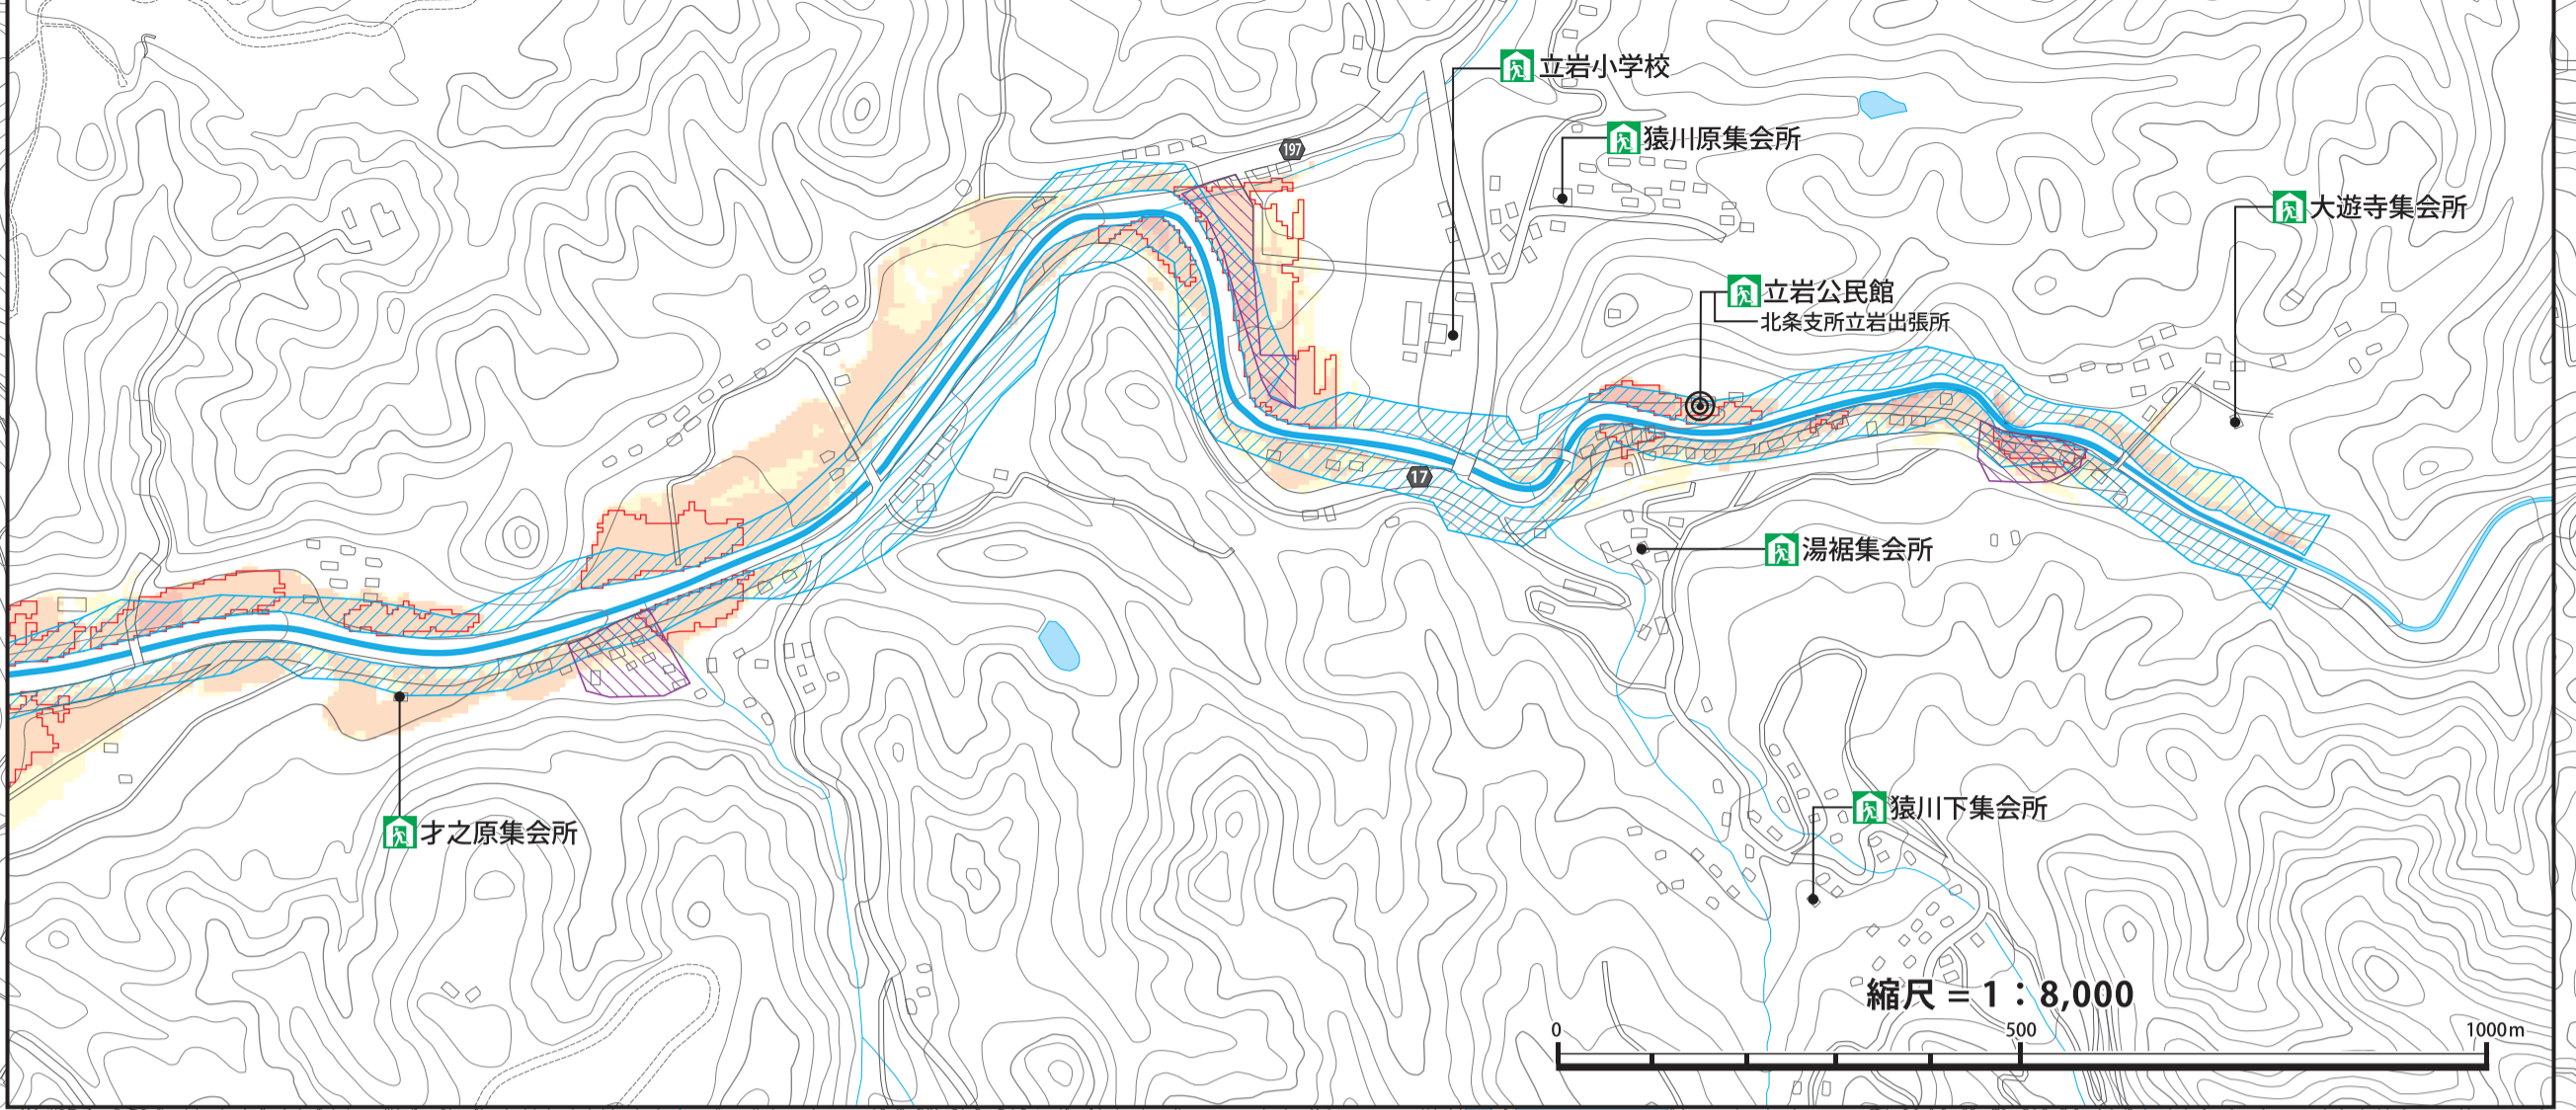 立岩小学校
猿川原集会所
197
大遊寺集会所
立岩公民館
北条支所立岩出張所
17
湯裾集会所
才之原集会所
猿川下集会所
縮尺 = 1：8,000
0 500 1000m